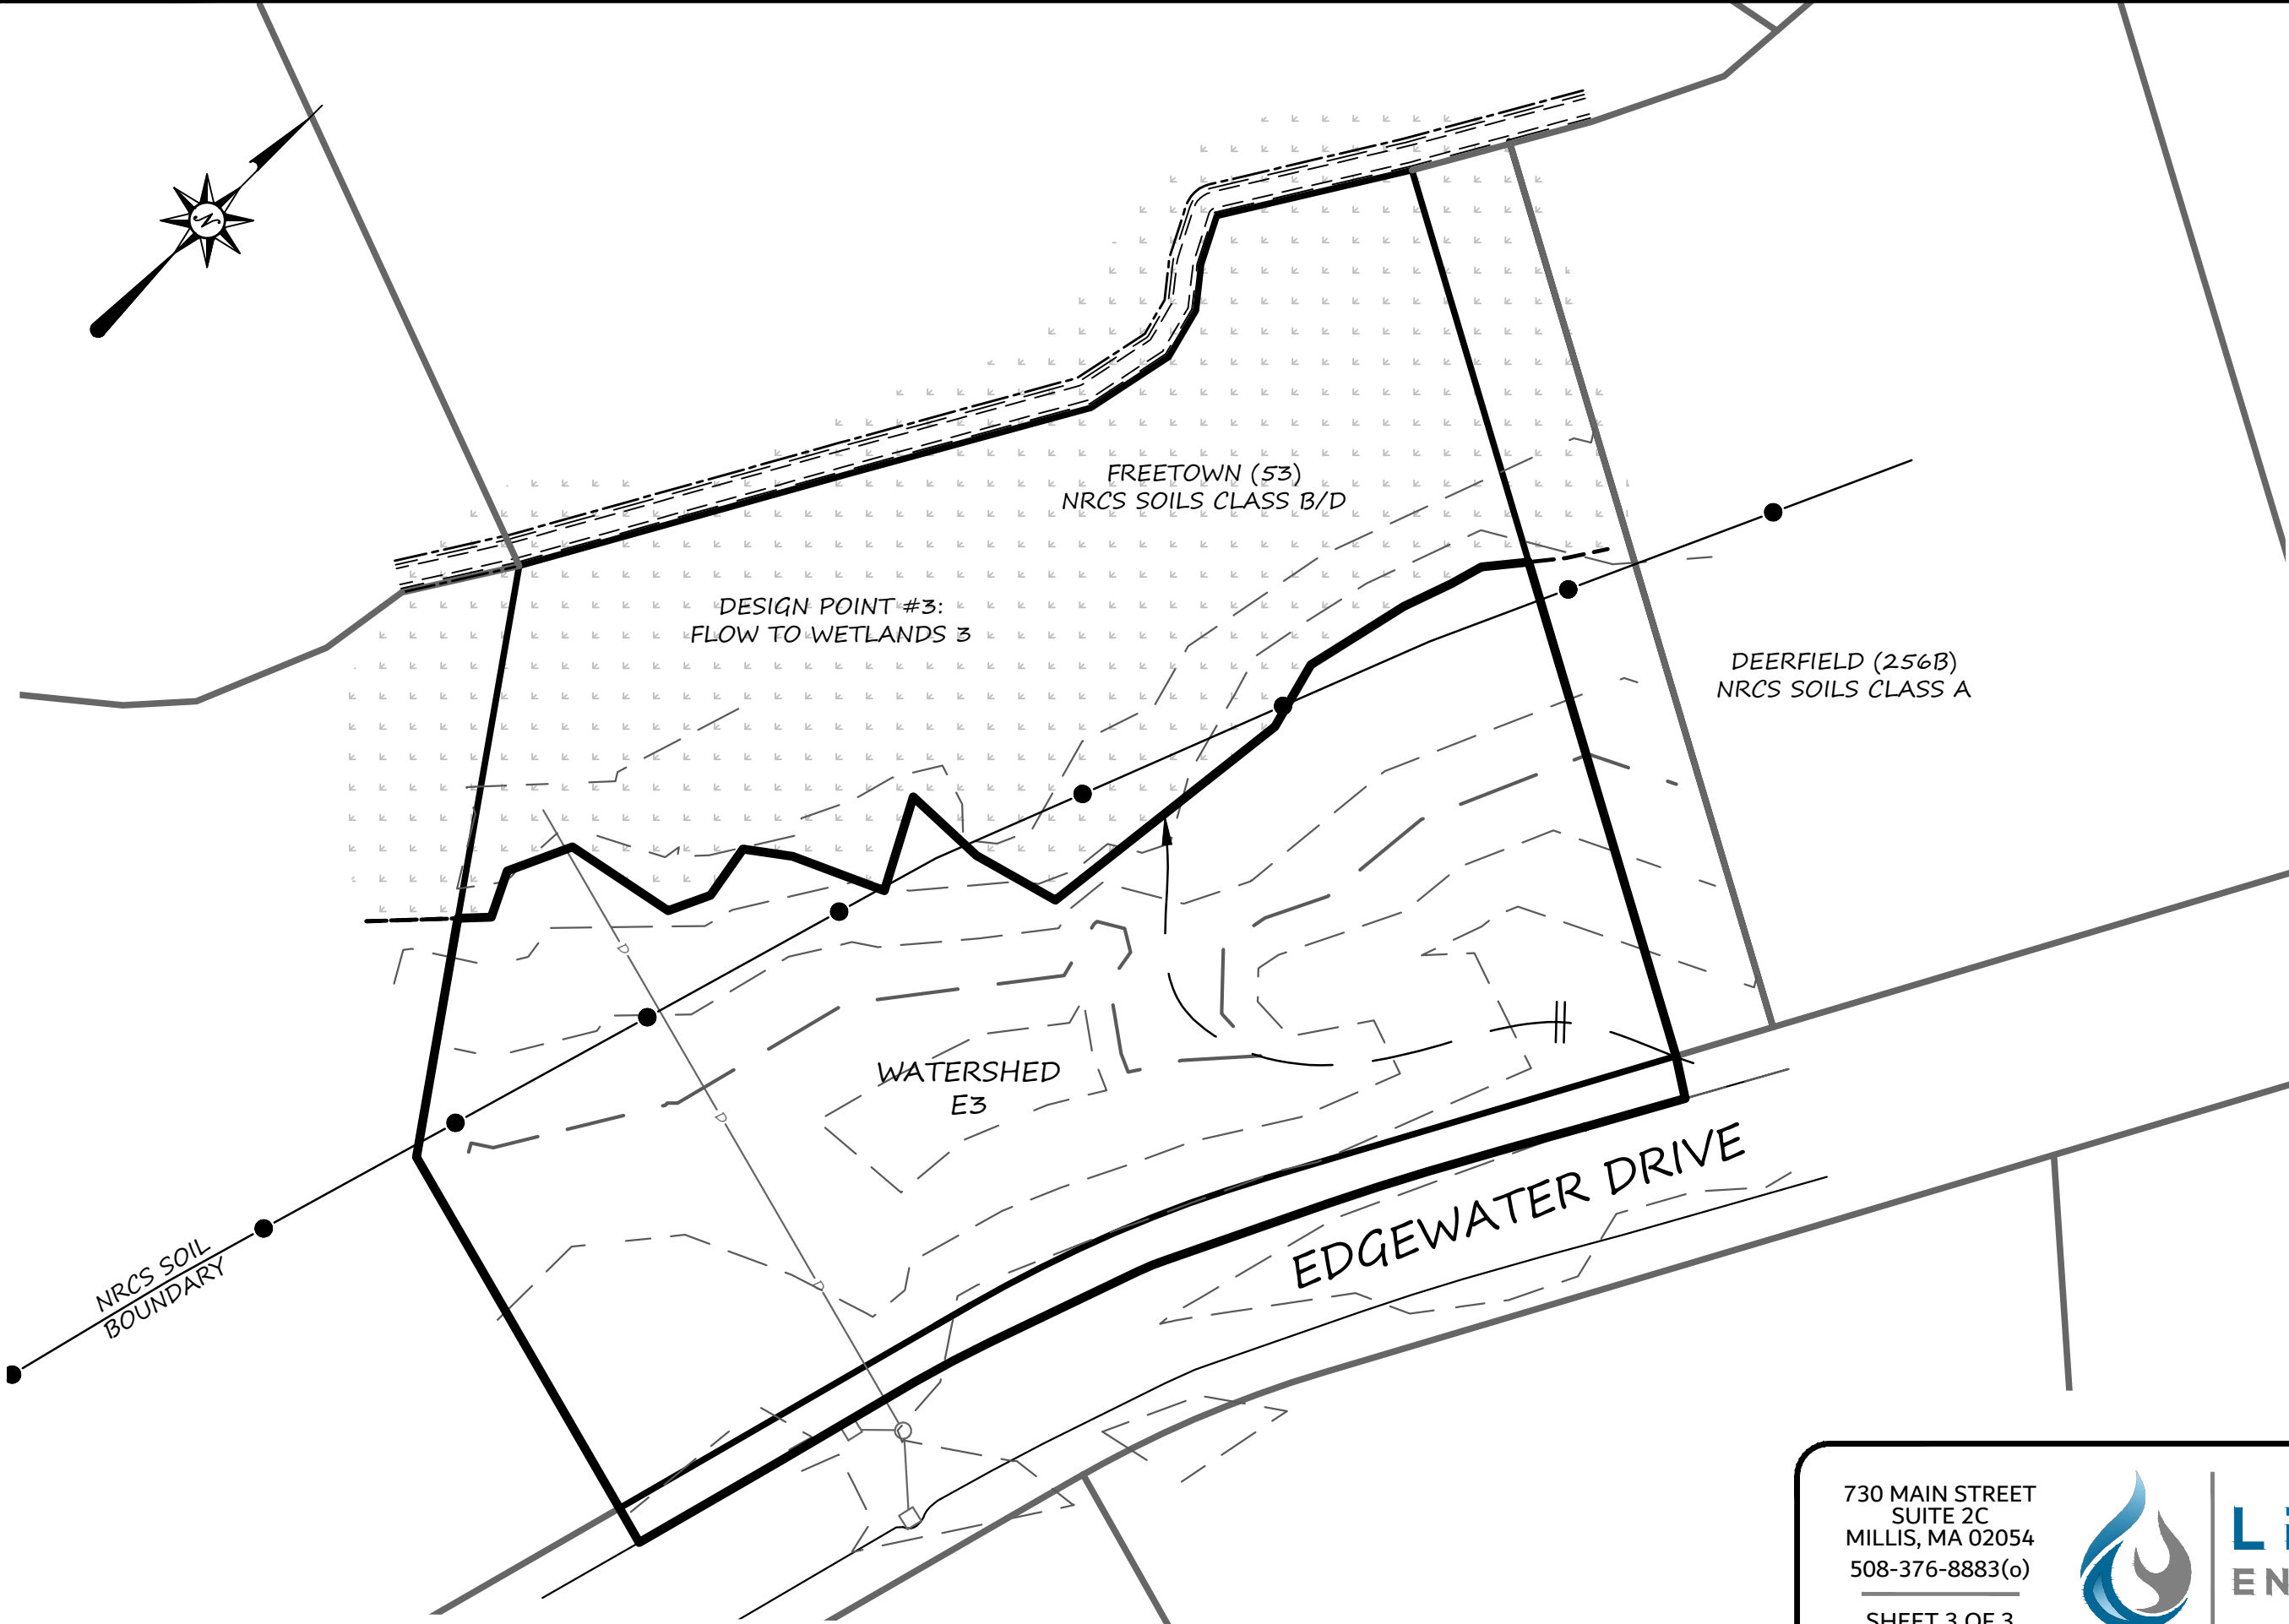 FREETOWN (53)
NRCS SOILS CLASS B/D
DESIGN POINT #3:
FLOW TO WETLANDS 3
DEERFIELD (256B)
NRCS SOILS CLASS A
WATERSHED
E3
EDGEWATER DRIVE
NRCS SOIL
BOUNDARY
N
D
D
D
730 MAIN STREET
SUITE 2C
MILLIS, MA 02054
508-376-8883(o)
SHEET 3 OF 3
L
EN